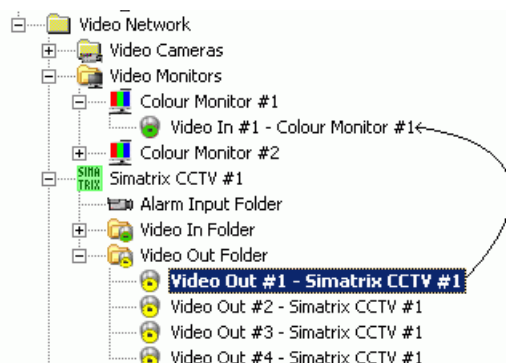 Video Network
Video Cameras
Video Monitors
Colour Monitor #1
Video In #1 - Colour Monitor #1
Colour Monitor #2
SIMA TRIX Simatrix CCTV #1
Alarm Input Folder
Video In Folder
Video Out Folder
Video Out #1 - Simatrix CCTV #1
Video Out #2 - Simatrix CCTV #1
Video Out #3 - Simatrix CCTV #1
Video Out #4 - Simatrix CCTV #1